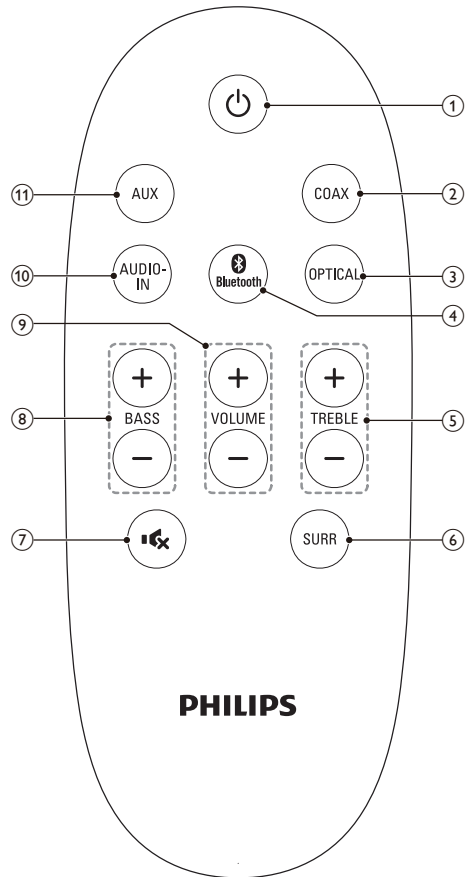 ①
⑪ AUX COAX ②
⑩ AUDIO-
IN
Bluetooth
OPTICAL ③
④
⑨
+ + +
⑧ BASS VOLUME TREBLE ⑤
− − −
⑦ SURR ⑥
PHILIPS